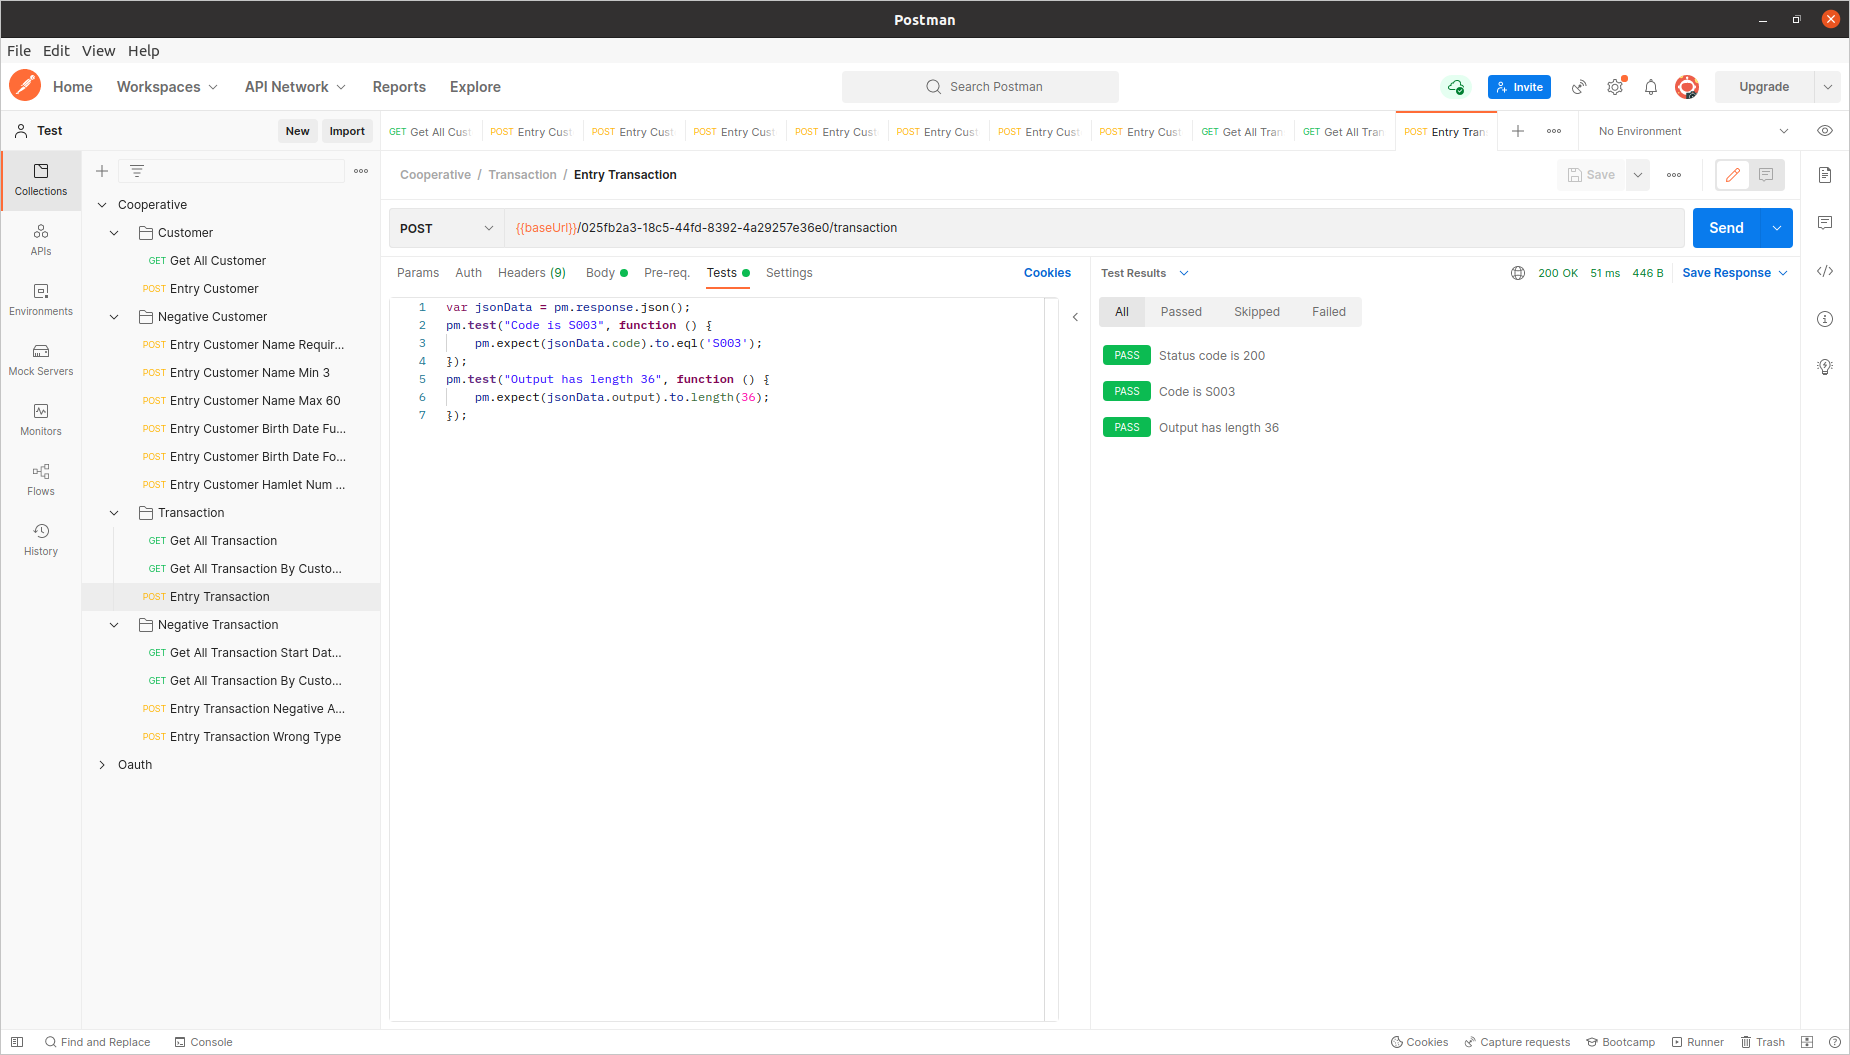 Postman
File Edit View Help
Home Workspaces API Network Reports Explore Search Postman Invite Upgrade
Test New Import
GET Get All Cust POST Entry Cust POST Entry Cust POST Entry Cust POST Entry Cust POST Entry Cust POST Entry Cust POST Entry Cust GET Get All Tran GET Get All Tran POST Entry Tran No Environment
Collections
APIs
Environments
Mock Servers
Monitors
Flows
History
Cooperative
Customer
GET Get All Customer
POST Entry Customer
Negative Customer
POST Entry Customer Name Requir...
POST Entry Customer Name Min 3
POST Entry Customer Name Max 60
POST Entry Customer Birth Date Fu...
POST Entry Customer Birth Date Fo...
POST Entry Customer Hamlet Num ...
Transaction
GET Get All Transaction
GET Get All Transaction By Custo...
POST Entry Transaction
Negative Transaction
GET Get All Transaction Start Dat...
GET Get All Transaction By Custo...
POST Entry Transaction Negative A...
POST Entry Transaction Wrong Type
Oauth
Cooperative / Transaction / Entry Transaction Save
POST {{baseUrl}}/025fb2a3-18c5-44fd-8392-4a29257e36e0/transaction Send
Params Auth Headers (9) Body Pre-req. Tests Settings Cookies
1 var jsonData = pm.response.json();
2 pm.test("Code is S003", function () {
3 pm.expect(jsonData.code).to.eql('S003');
4 });
5 pm.test("Output has length 36", function () {
6 pm.expect(jsonData.output).to.length(36);
7 });
Test Results 200 OK 51 ms 446 B Save Response
All Passed Skipped Failed
PASS Status code is 200
PASS Code is S003
PASS Output has length 36
Find and Replace Console Cookies Capture requests Bootcamp Runner Trash